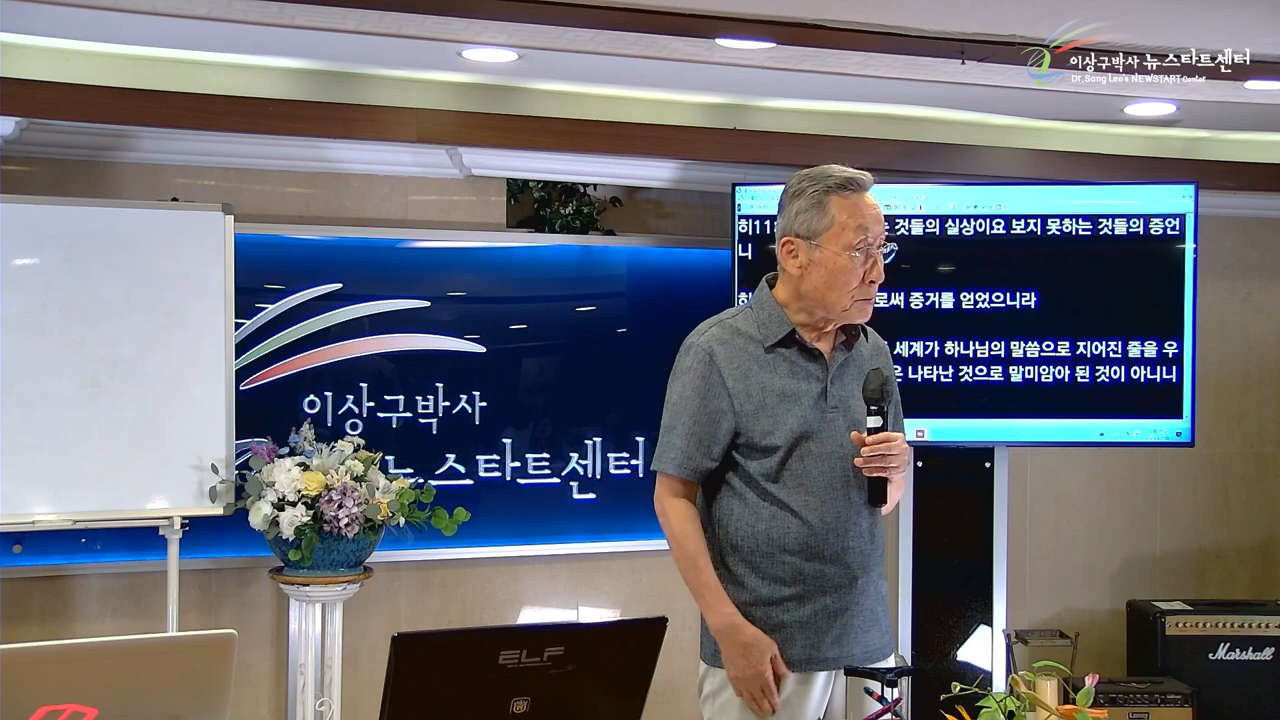 이상구박사 뉴스타트센터
Dr. Sang Lee's NEWSTART Center
히11: 것들의 실상이요 보지 못하는 것들의 증언
니
히 로써 증거를 얻었으니라
세계가 하나님의 말씀으로 지어진 줄을 우
은 나타난 것으로 말미암아 된 것이 아니니
이상구박사
뉴스타트센터
ELF
Marshall
Laney